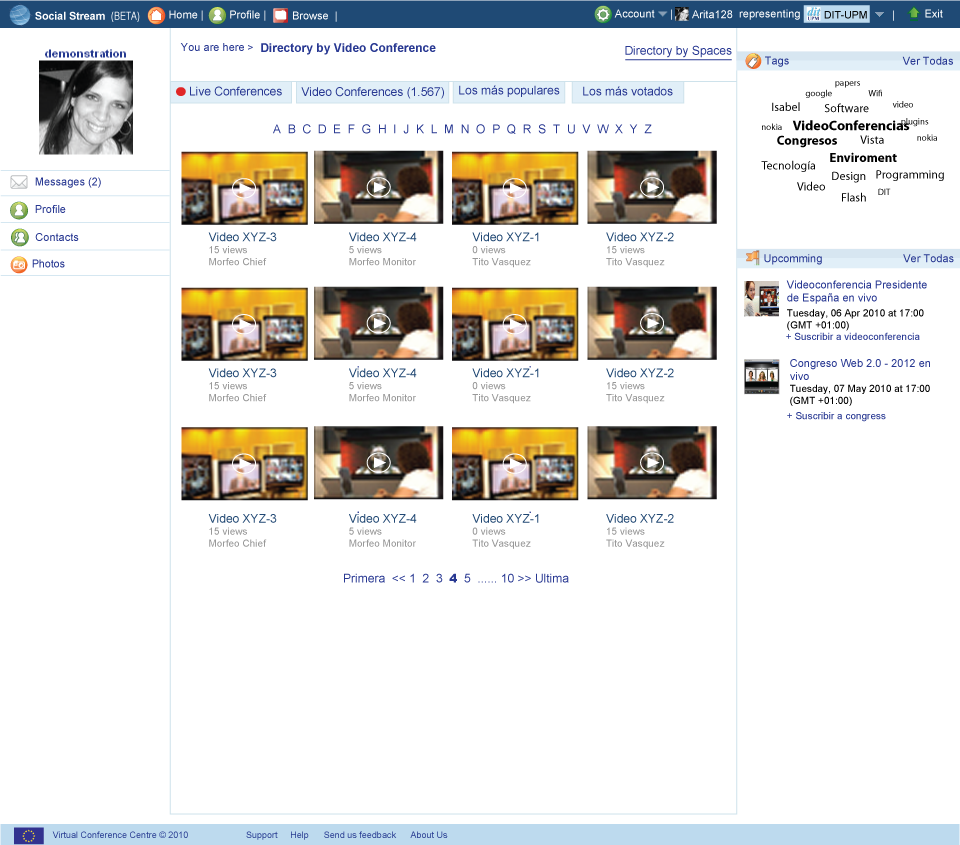 Social Stream (BETA) Home | Profile | Browse | Account | Arita128 representing dit UPM DIT-UPM | Exit
demonstration
Messages (2)
Profile
Contacts
Photos
You are here > Directory by Video Conference
Directory by Spaces
Live Conferences Video Conferences (1.567) Los más populares Los más votados
A B C D E F G H I J K L M N O P Q R S T U V W X Y Z
Video XYZ-3 Video XYZ-4 Video XYZ-1 Video XYZ-2
15 views 5 views 0 views 15 views
Morfeo Chief Morfeo Monitor Tito Vasquez Tito Vasquez
Video XYZ-3 Video XYZ-4 Video XYZ-1 Video XYZ-2
15 views 5 views 0 views 15 views
Morfeo Chief Morfeo Monitor Tito Vasquez Tito Vasquez
Video XYZ-3 Video XYZ-4 Video XYZ-1 Video XYZ-2
15 views 5 views 0 views 15 views
Morfeo Chief Morfeo Monitor Tito Vasquez Tito Vasquez
Primera << 1 2 3 4 5 ...... 10 >> Ultima
Tags Ver Todas
papers
google Wifi
Isabel Software video
nokia VideoConferencias plugins
Congresos Vista nokia
Enviroment
Tecnología Design Programming
Video DIT
Flash
Upcomming Ver Todas
Videoconferencia Presidente
de España en vivo
Tuesday, 06 Apr 2010 at 17:00
(GMT +01:00)
+ Suscribir a videoconferencia
Congreso Web 2.0 - 2012 en
vivo
Tuesday, 07 May 2010 at 17:00
(GMT +01:00)
+ Suscribir a congress
Virtual Conference Centre © 2010 Support Help Send us feedback About Us